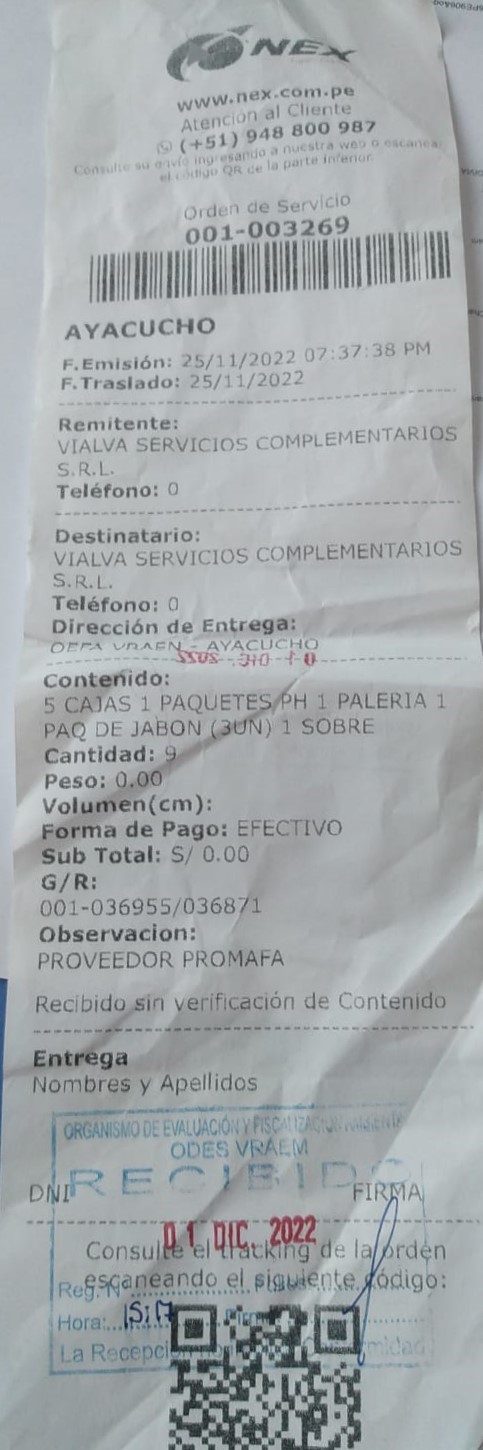 NEX
www.nex.com.pe
Atención al Cliente
(+51) 948 800 987
Consulte su envío ingresando a nuestra web o escanea
el código QR de la parte inferior.
Orden de Servicio
001-003269
AYACUCHO
F.Emisión: 25/11/2022 07:37:38 PM
F.Traslado: 25/11/2022
Remitente:
VIALVA SERVICIOS COMPLEMENTARIOS
S.R.L.
Teléfono: 0
Destinatario:
VIALVA SERVICIOS COMPLEMENTARIOS
S.R.L.
Teléfono: 0
Dirección de Entrega:
OEFA VRAEN - AYACUCHO
Contenido:
5 CAJAS 1 PAQUETES PH 1 PALERIA 1
PAQ DE JABON (3UN) 1 SOBRE
Cantidad: 9
Peso: 0.00
Volumen(cm):
Forma de Pago: EFECTIVO
Sub Total: S/ 0.00
G/R:
001-036955/036871
Observacion:
PROVEEDOR PROMAFA
Recibido sin verificación de Contenido
Entrega
Nombres y Apellidos
ORGANISMO DE EVALUACIÓN Y FISCALIZACIÓN AMBIENTAL
ODES VRAEM
RECIBIDO
DNI FIRMA
01 DIC. 2022
Consulte el tracking de la orden
escaneando el siguiente código:
Reg. N°
Hora: 15:17
La Recepción